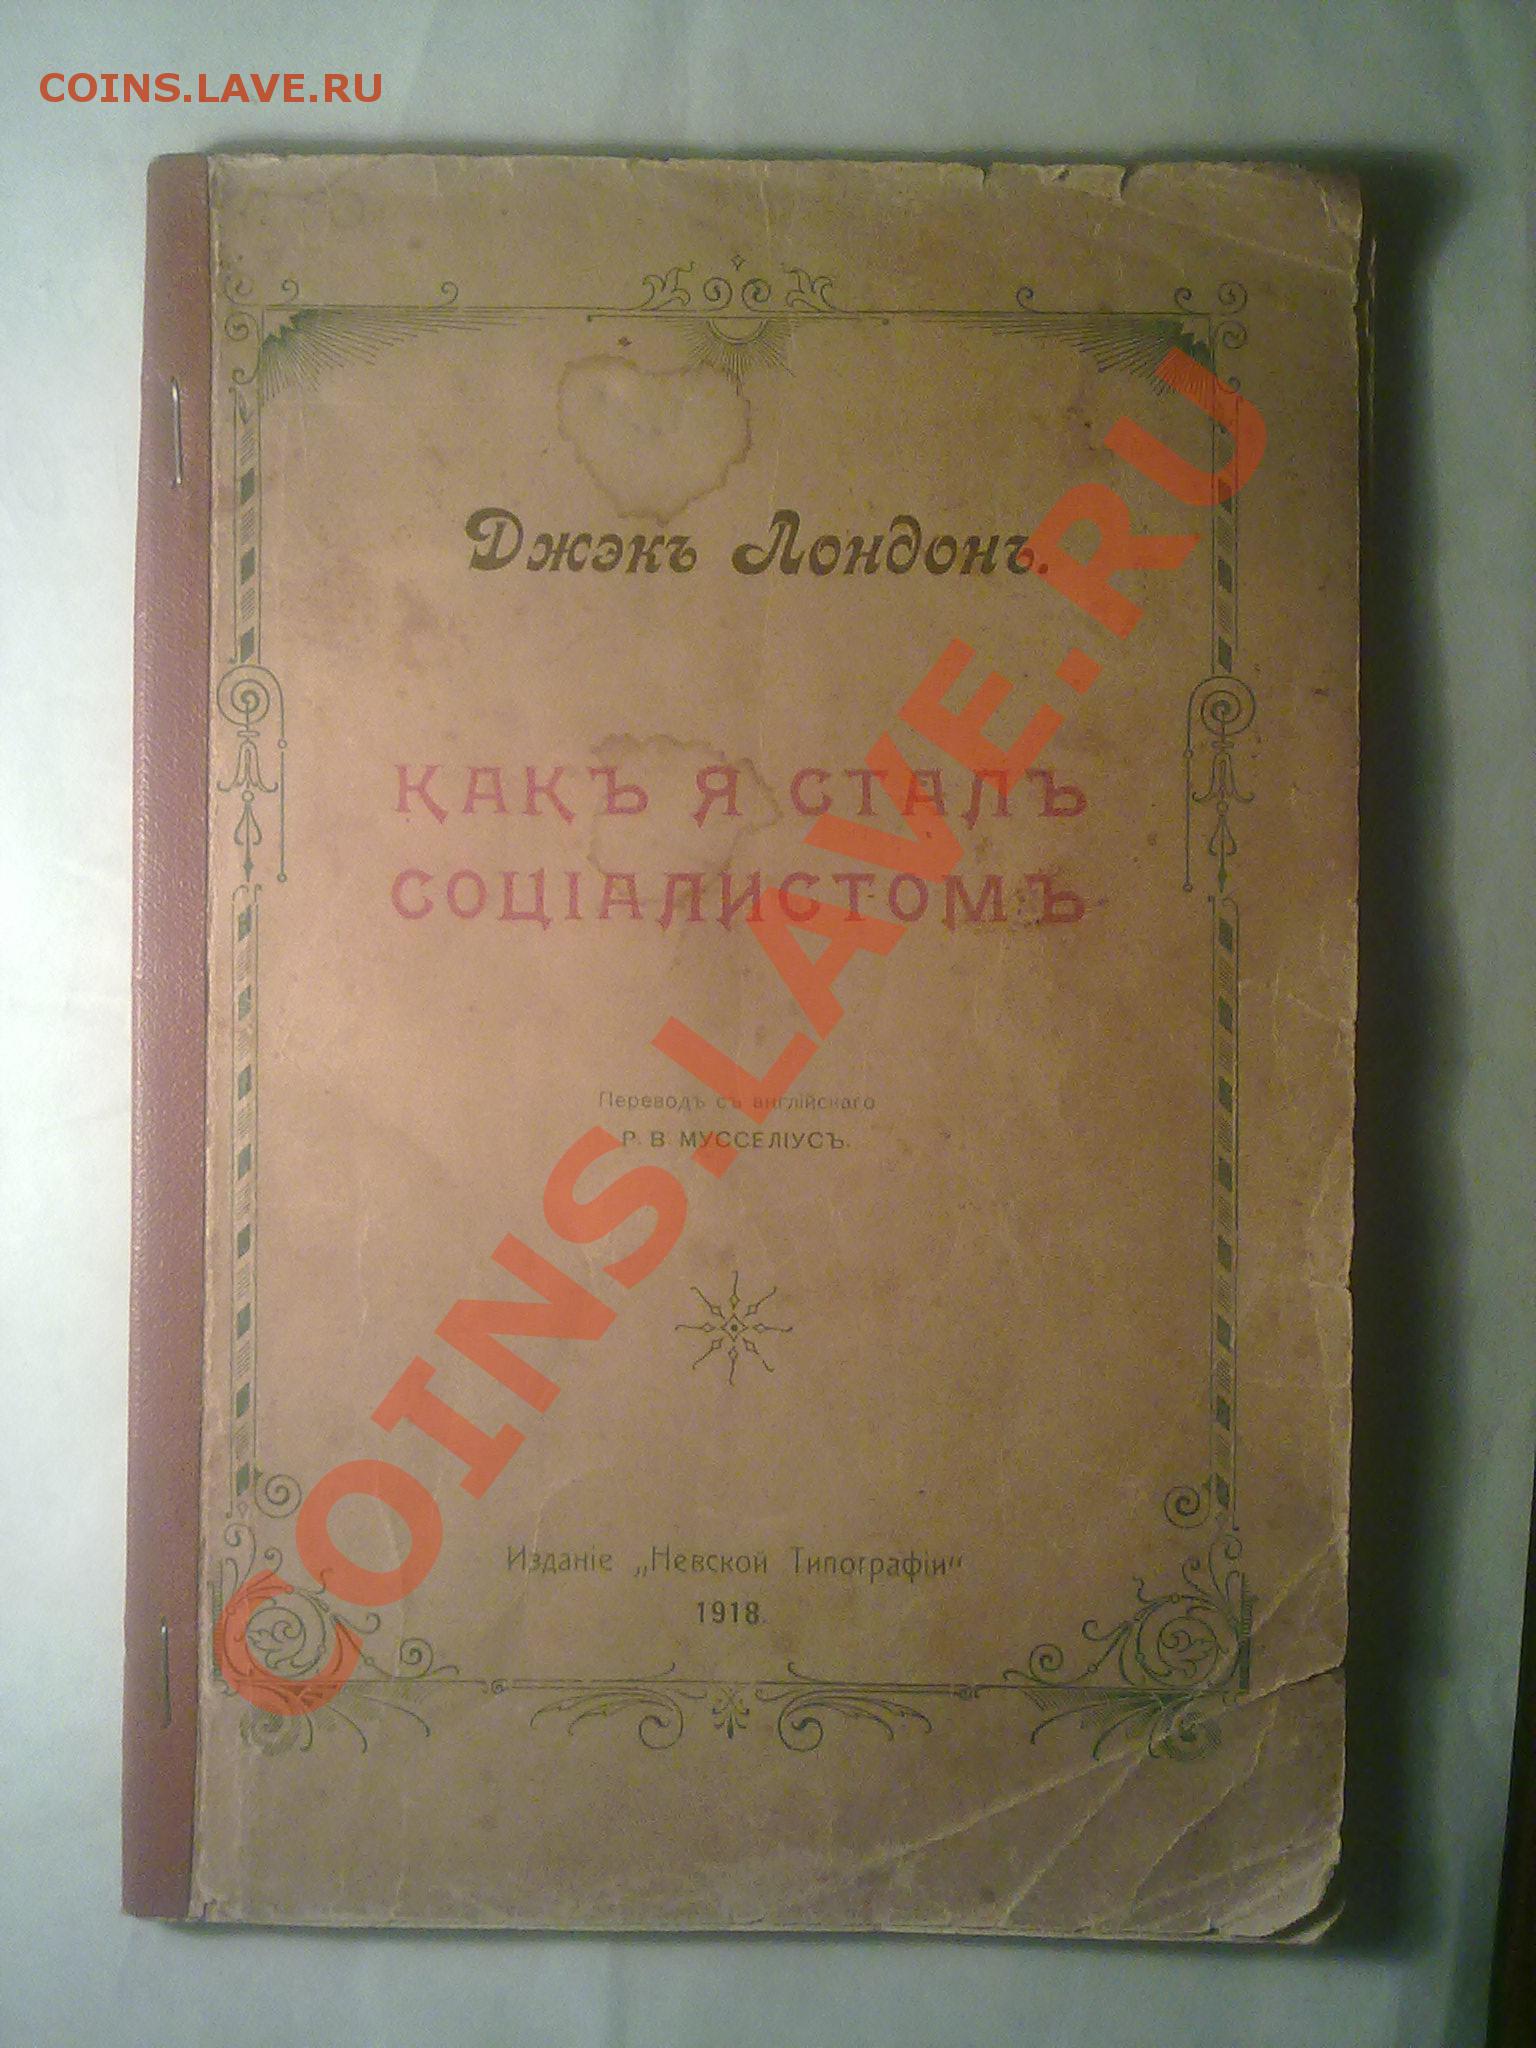 COINS.LAVE.RU
Джэкъ Лондонъ.
КАКЪ Я СТАЛЪ
СОЦІАЛИСТОМЪ
Переводъ съ англійскаго
Р. В МУССЕЛІУСЪ.
Изданіе „Невской Типографіи“
1918.
COINS.LAVE.RU